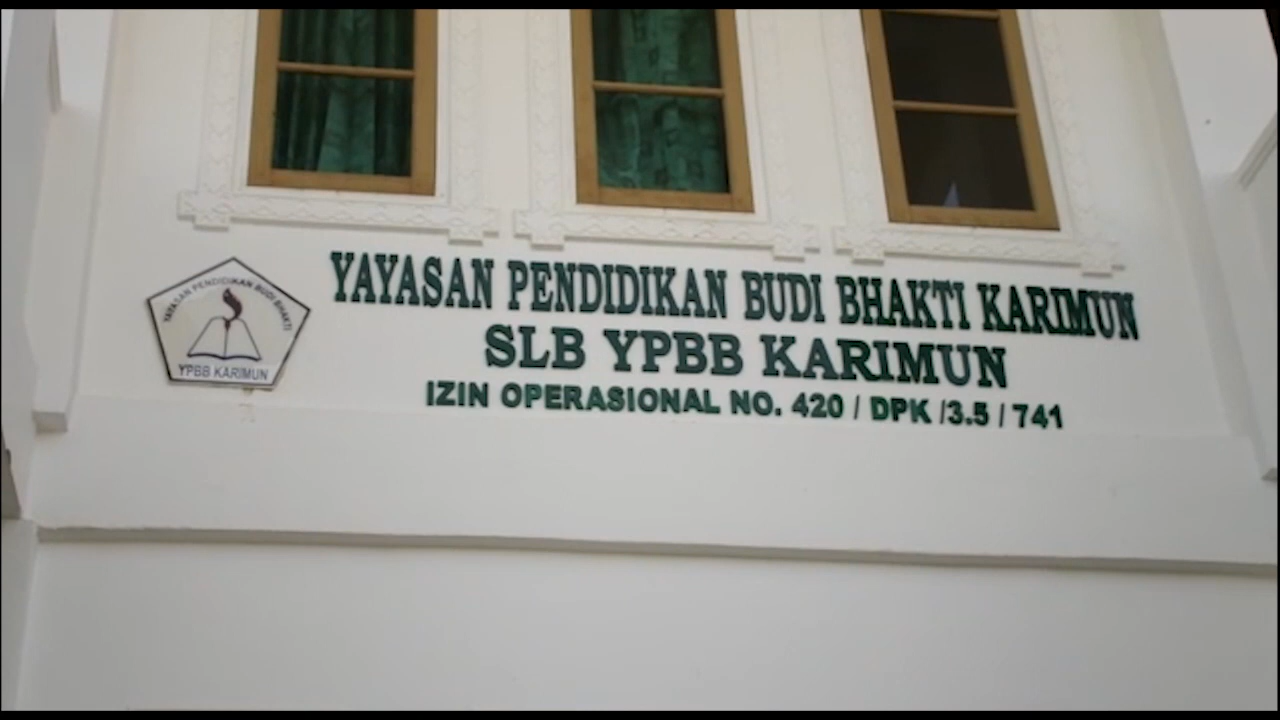 YAYASAN PENDIDIKAN BUDI BHAKTI
YPBB KARIMUN
YAYASAN PENDIDIKAN BUDI BHAKTI KARIMUN
SLB YPBB KARIMUN
IZIN OPERASIONAL NO. 420 / DPK /3.5 / 741